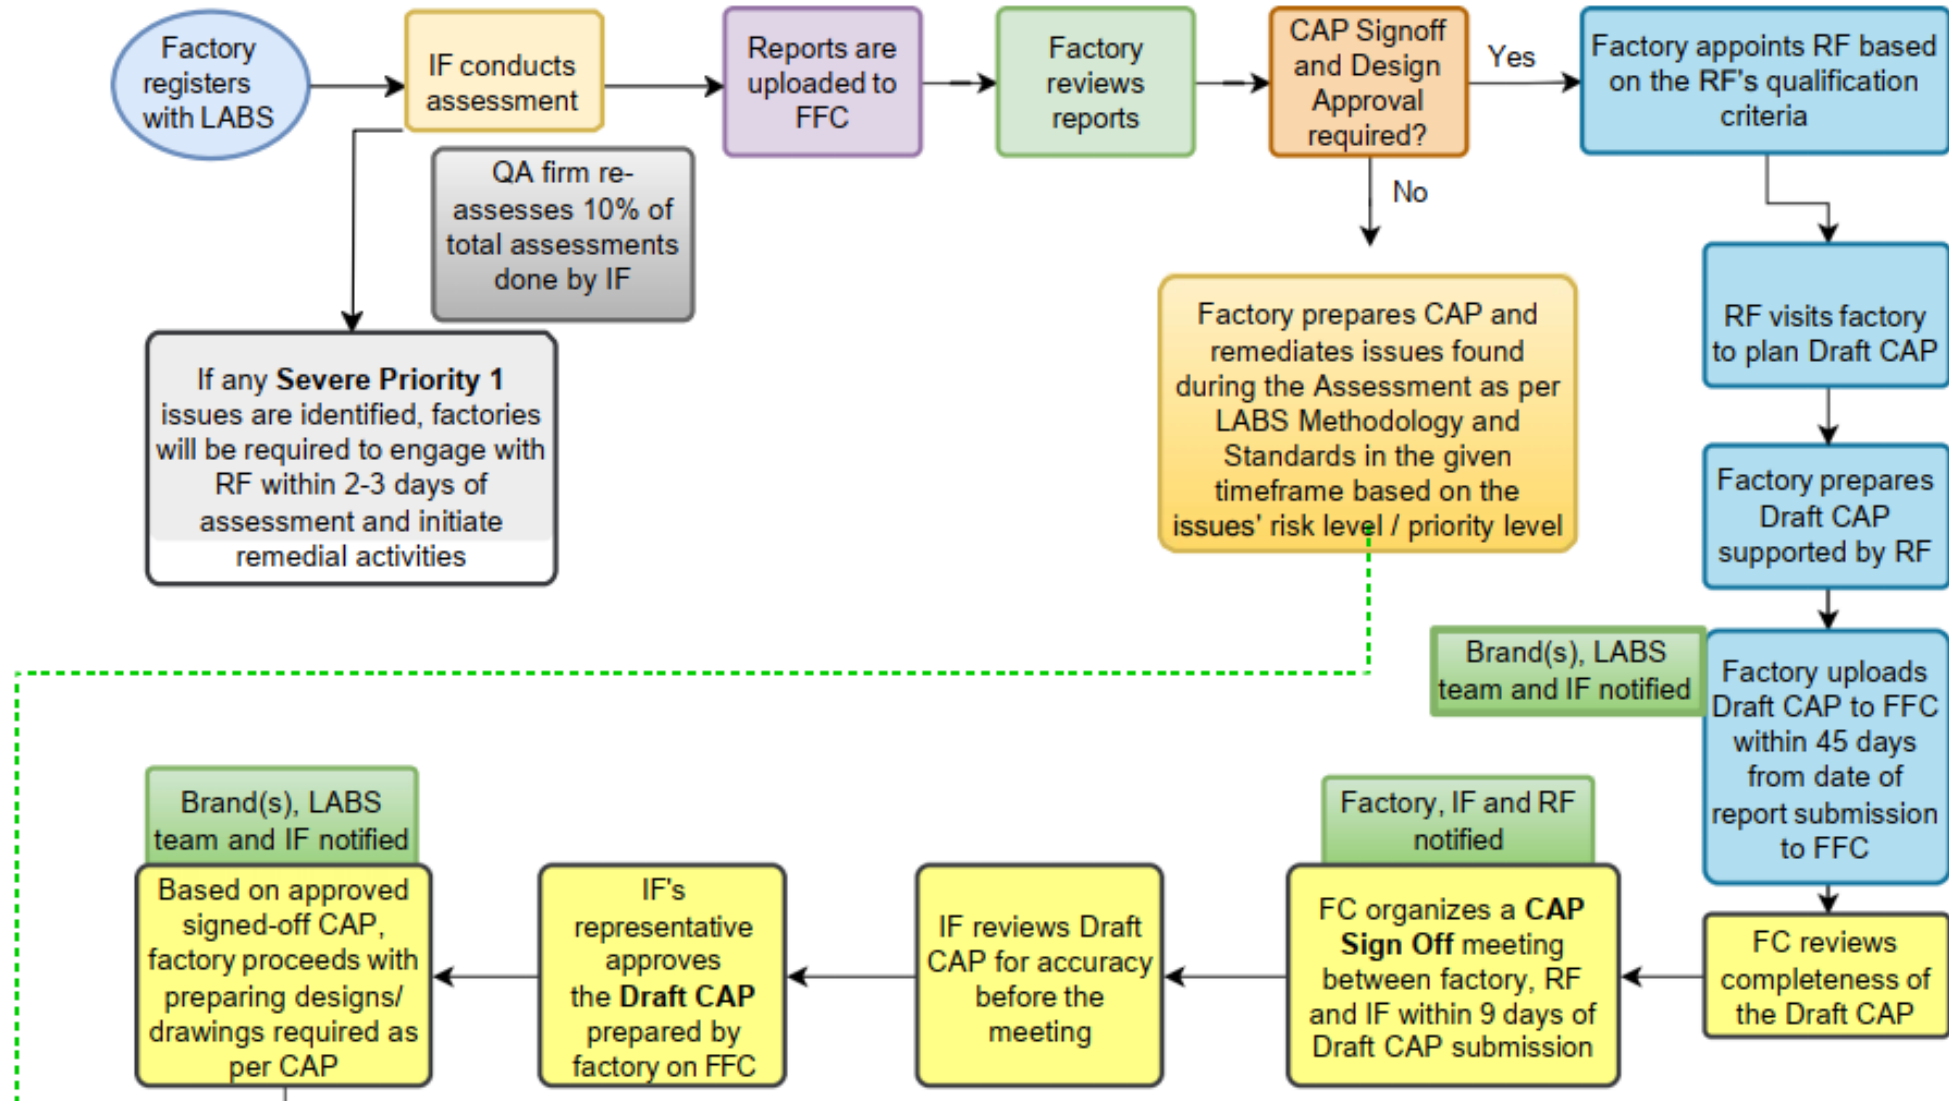 Factory
registers
with LABS
IF conducts
assessment
Reports are
uploaded to
FFC
Factory
reviews
reports
CAP Signoff
and Design
Approval
required?
Yes
No
Factory appoints RF based
on the RF's qualification
criteria
QA firm re-
assesses 10% of
total assessments
done by IF
If any Severe Priority 1
issues are identified, factories
will be required to engage with
RF within 2-3 days of
assessment and initiate
remedial activities
Factory prepares CAP and
remediates issues found
during the Assessment as per
LABS Methodology and
Standards in the given
timeframe based on the
issues' risk level / priority level
RF visits factory
to plan Draft CAP
Factory prepares
Draft CAP
supported by RF
Brand(s), LABS
team and IF notified
Factory uploads
Draft CAP to FFC
within 45 days
from date of
report submission
to FFC
FC reviews
completeness of
the Draft CAP
Factory, IF and RF
notified
FC organizes a CAP
Sign Off meeting
between factory, RF
and IF within 9 days of
Draft CAP submission
IF reviews Draft
CAP for accuracy
before the
meeting
IF's
representative
approves
the Draft CAP
prepared by
factory on FFC
Brand(s), LABS
team and IF notified
Based on approved
signed-off CAP,
factory proceeds with
preparing designs/
drawings required as
per CAP